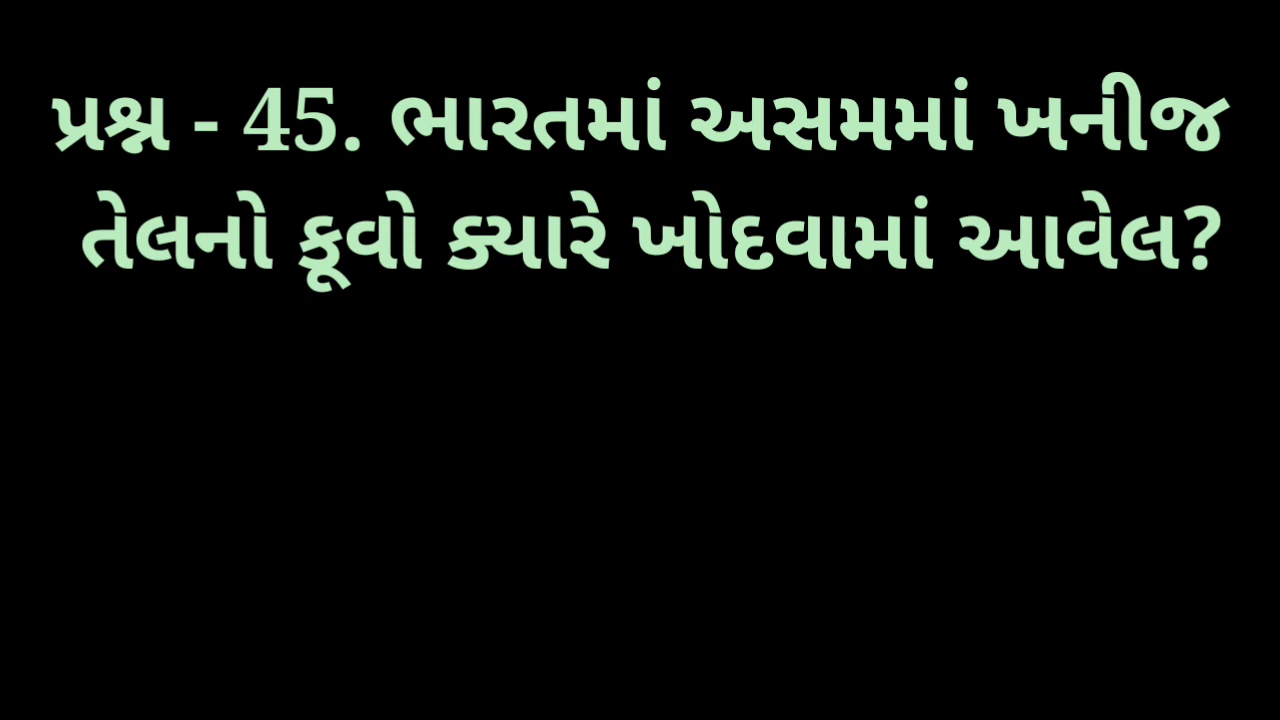 પ્રશ્ન - 45. ભારતમાં અસમમાં ખનીજ
તેલનો કૂવો ક્યારે ખોદવામાં આવેલ?